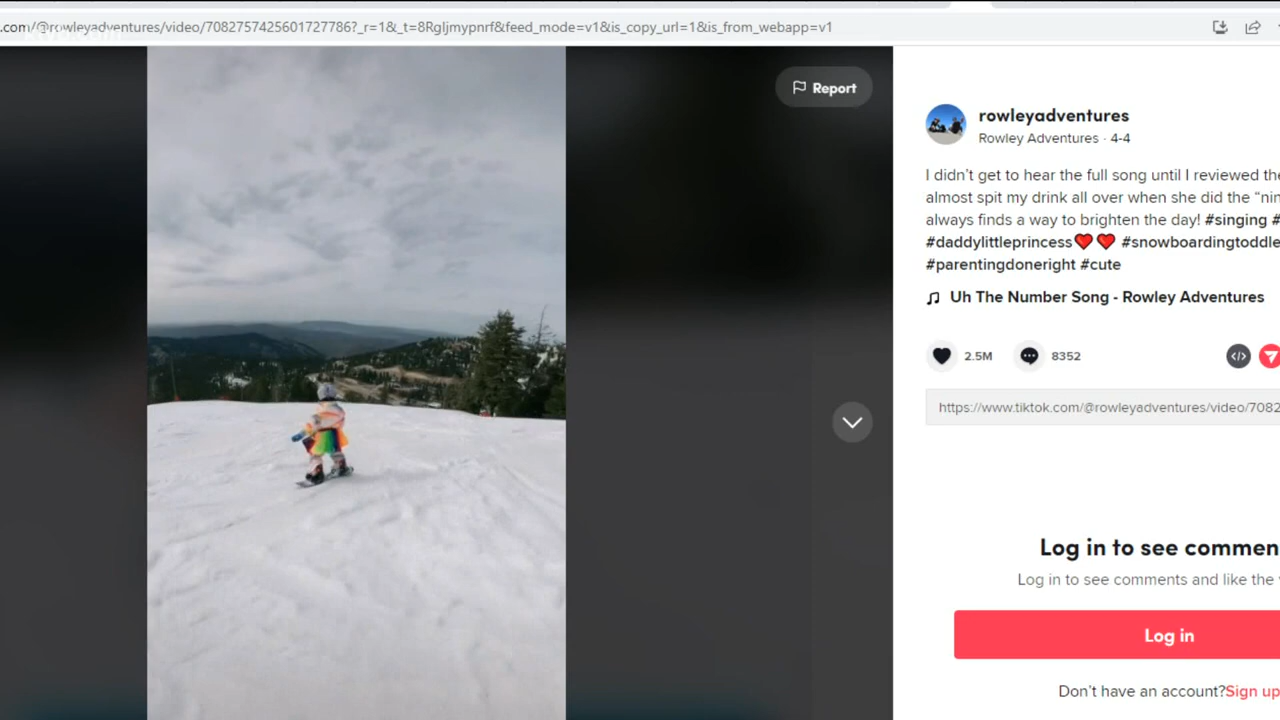 .com/@rowleyadventures/video/7082757425601727786?_r=1&_t=8Rgljmypnrf&feed_mode=v1&is_copy_url=1&is_from_webapp=v1
Report
rowleyadventures
Rowley Adventures · 4-4
I didn't get to hear the full song until I reviewed the
almost spit my drink all over when she did the "nin
always finds a way to brighten the day! #singing #
#daddylittleprincess❤️❤️ #snowboardingtoddle
#parentingdoneright #cute
Uh The Number Song - Rowley Adventures
2.5M
8352
https://www.tiktok.com/@rowleyadventures/video/7082
Log in to see commen
Log in to see comments and like the
Log in
Don't have an account?Sign up